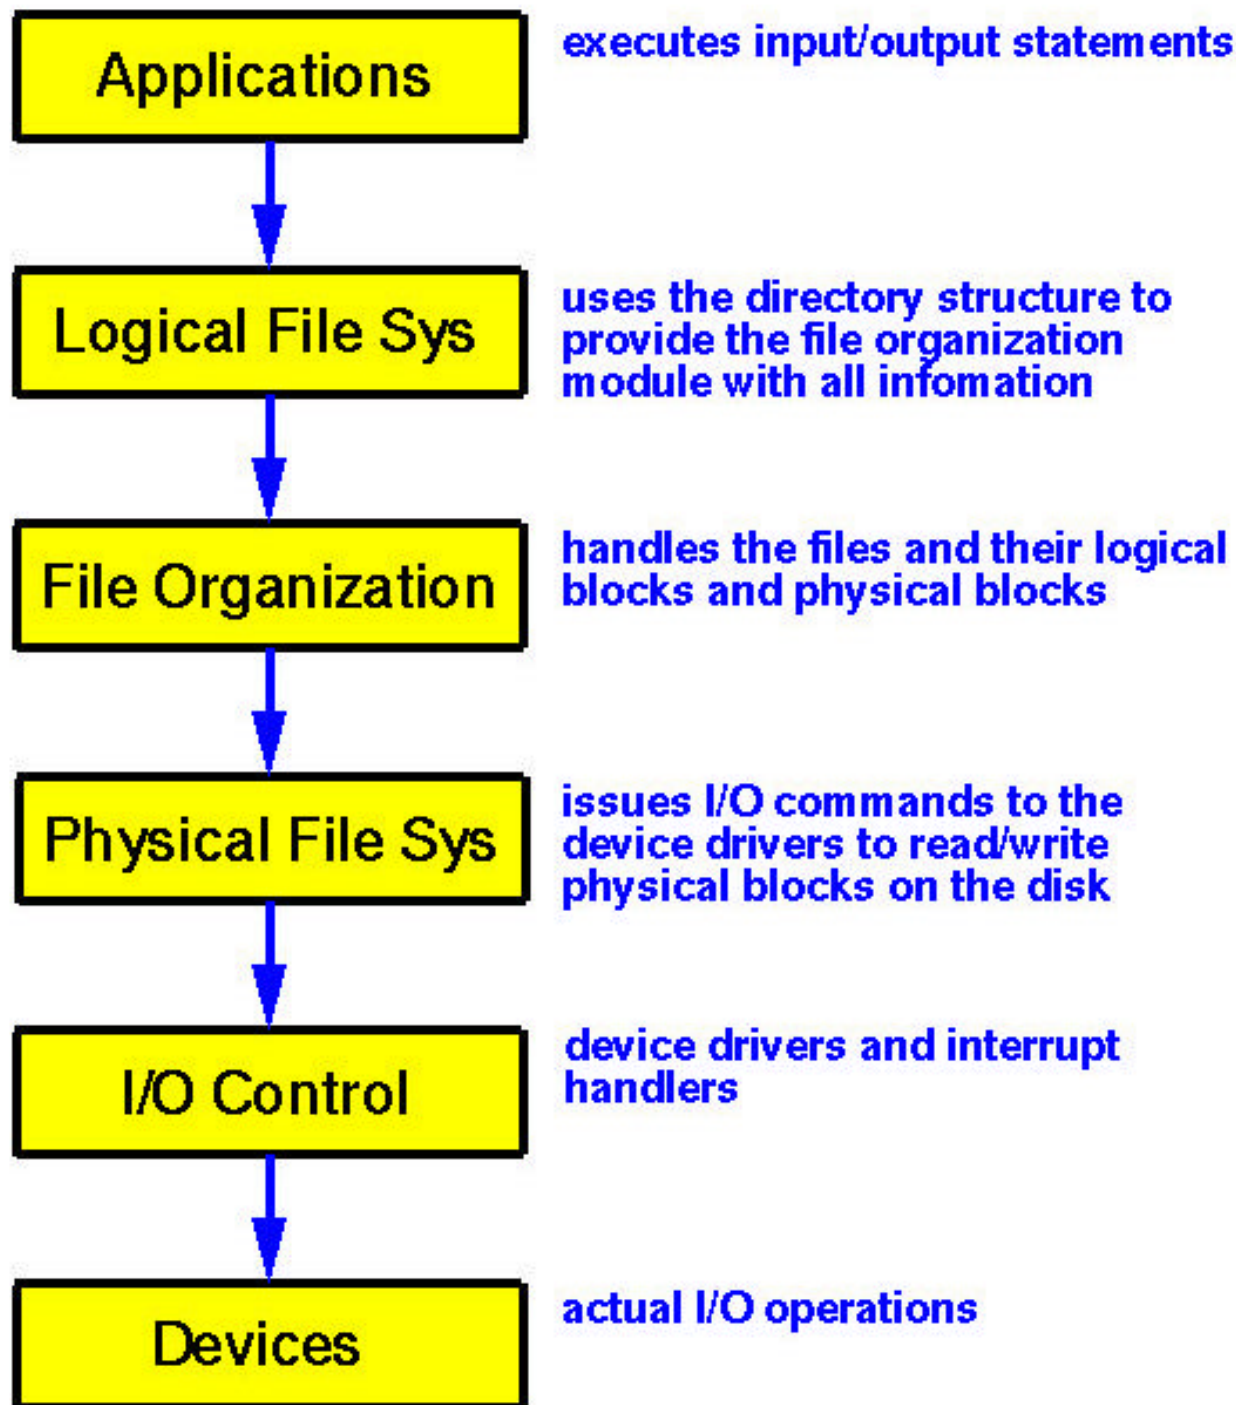 Applications
executes input/output statements
Logical File Sys
uses the directory structure to
provide the file organization
module with all infomation
File Organization
handles the files and their logical
blocks and physical blocks
Physical File Sys
issues I/O commands to the
device drivers to read/write
physical blocks on the disk
I/O Control
device drivers and interrupt
handlers
Devices
actual I/O operations